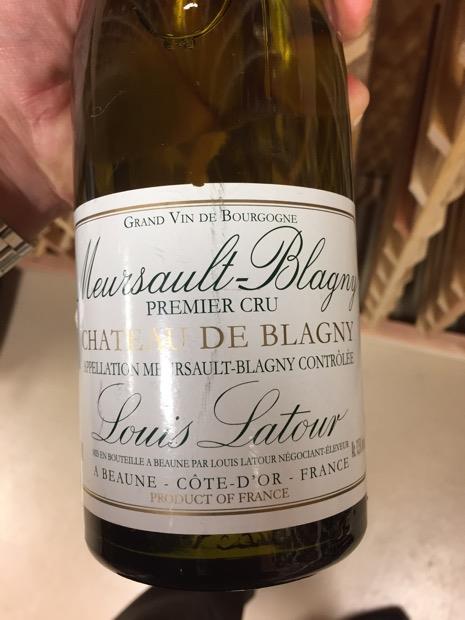 GRAND VIN DE BOURGOGNE
Meursault-Blagny
PREMIER CRU
CHATEAU DE BLAGNY
APPELLATION MEURSAULT-BLAGNY CONTRÔLÉE
Louis Latour
MIS EN BOUTEILLE A BEAUNE PAR LOUIS LATOUR NÉGOCIANT-ÉLEVEUR
A BEAUNE - CÔTE-D'OR - FRANCE
PRODUCT OF FRANCE